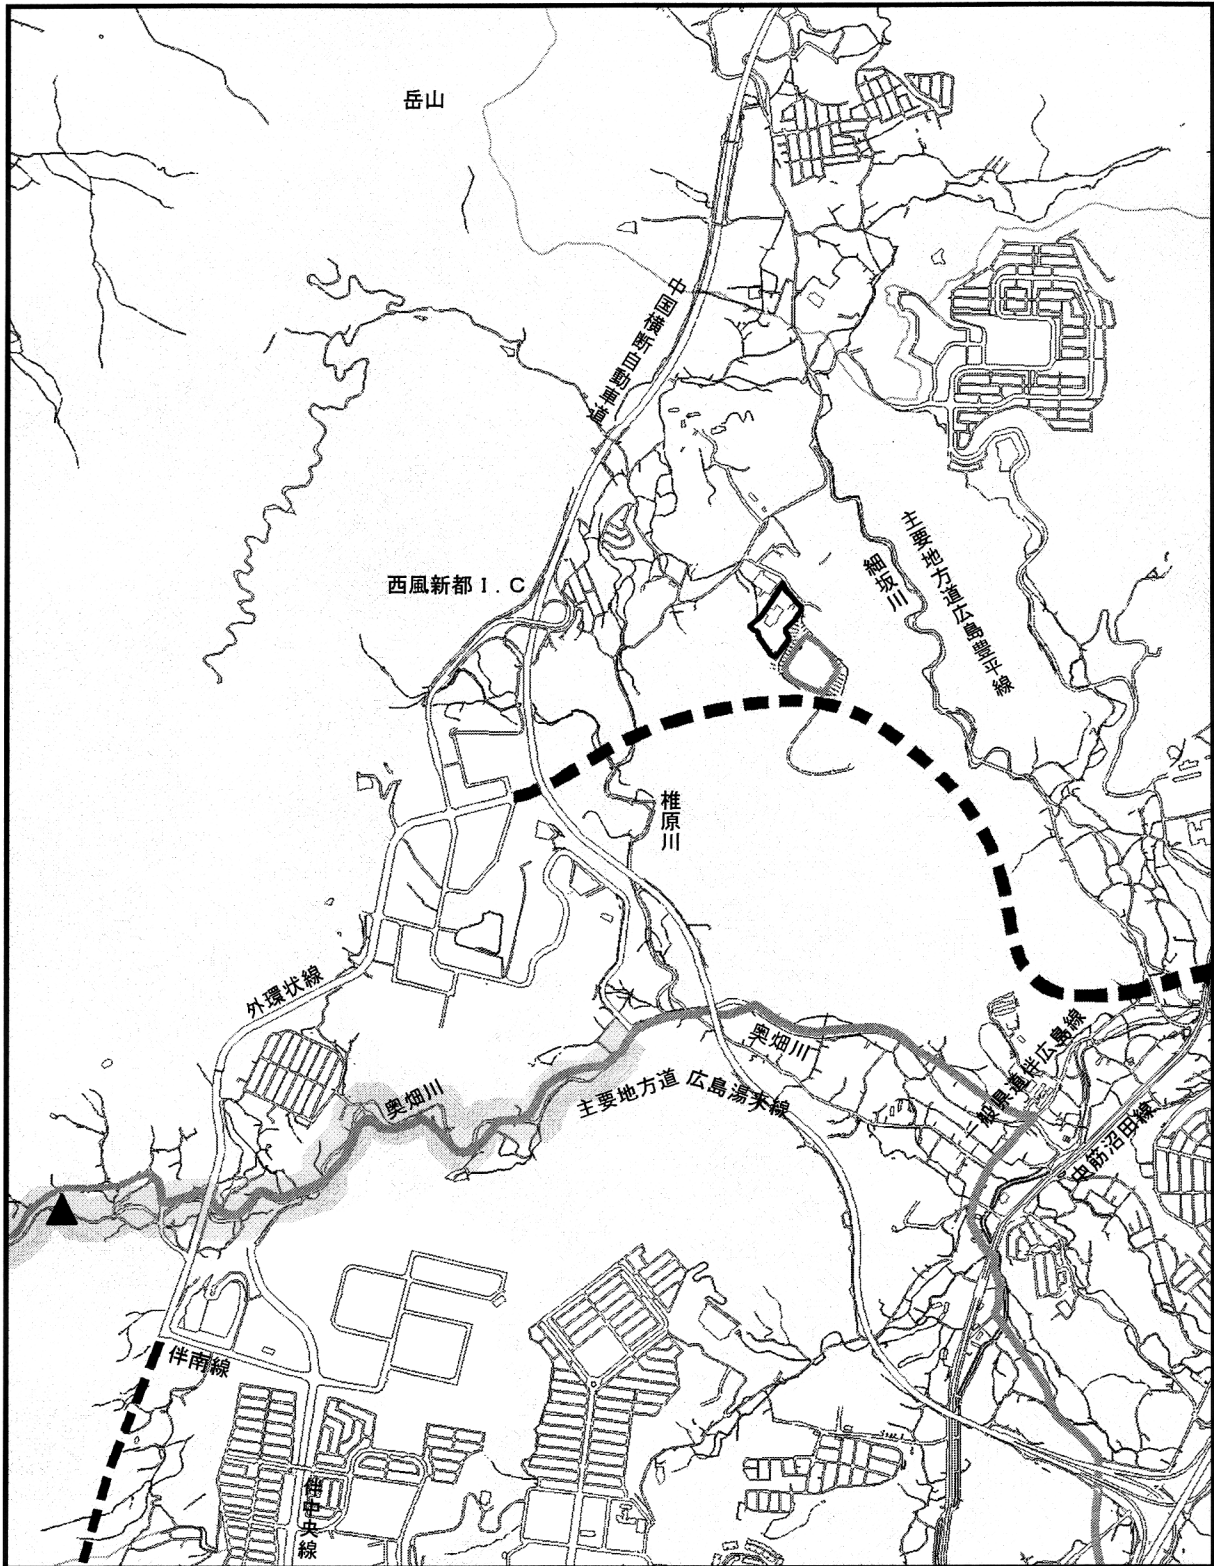 岳山
中国横断自動車道
西風新都I.C
主要地方道広島豊平線
細坂川
椎原川
外環状線
奥畑川
一般県道伴広島線
奥畑川
主要地方道 広島湯来線
中央筋沼田線
伴南線
伴中央線